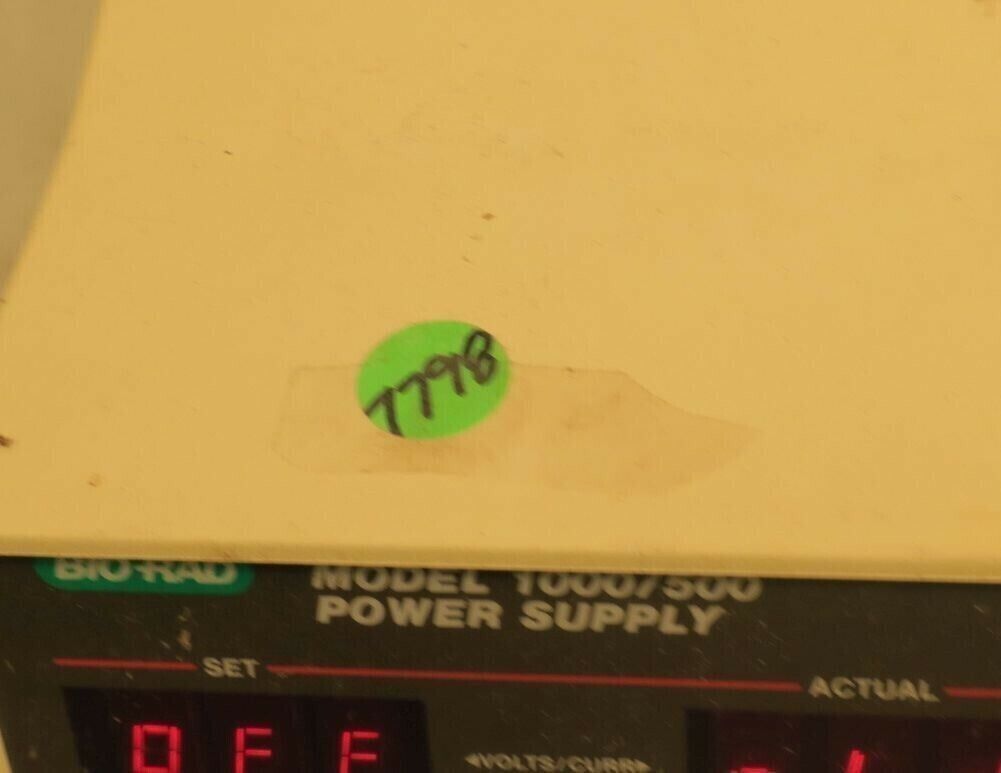 7798
BIO-RAD
MODEL 1000/500
POWER SUPPLY
SET
ACTUAL
OFF
◄VOLTS/CURR►